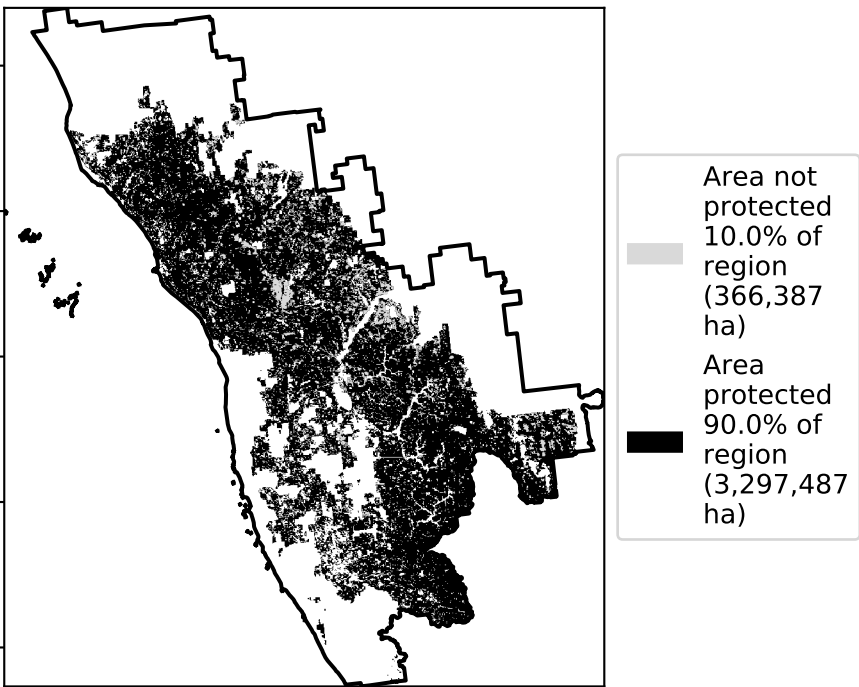 Area not
protected
10.0% of
region
(366,387
ha)
Area
protected
90.0% of
region
(3,297,487
ha)